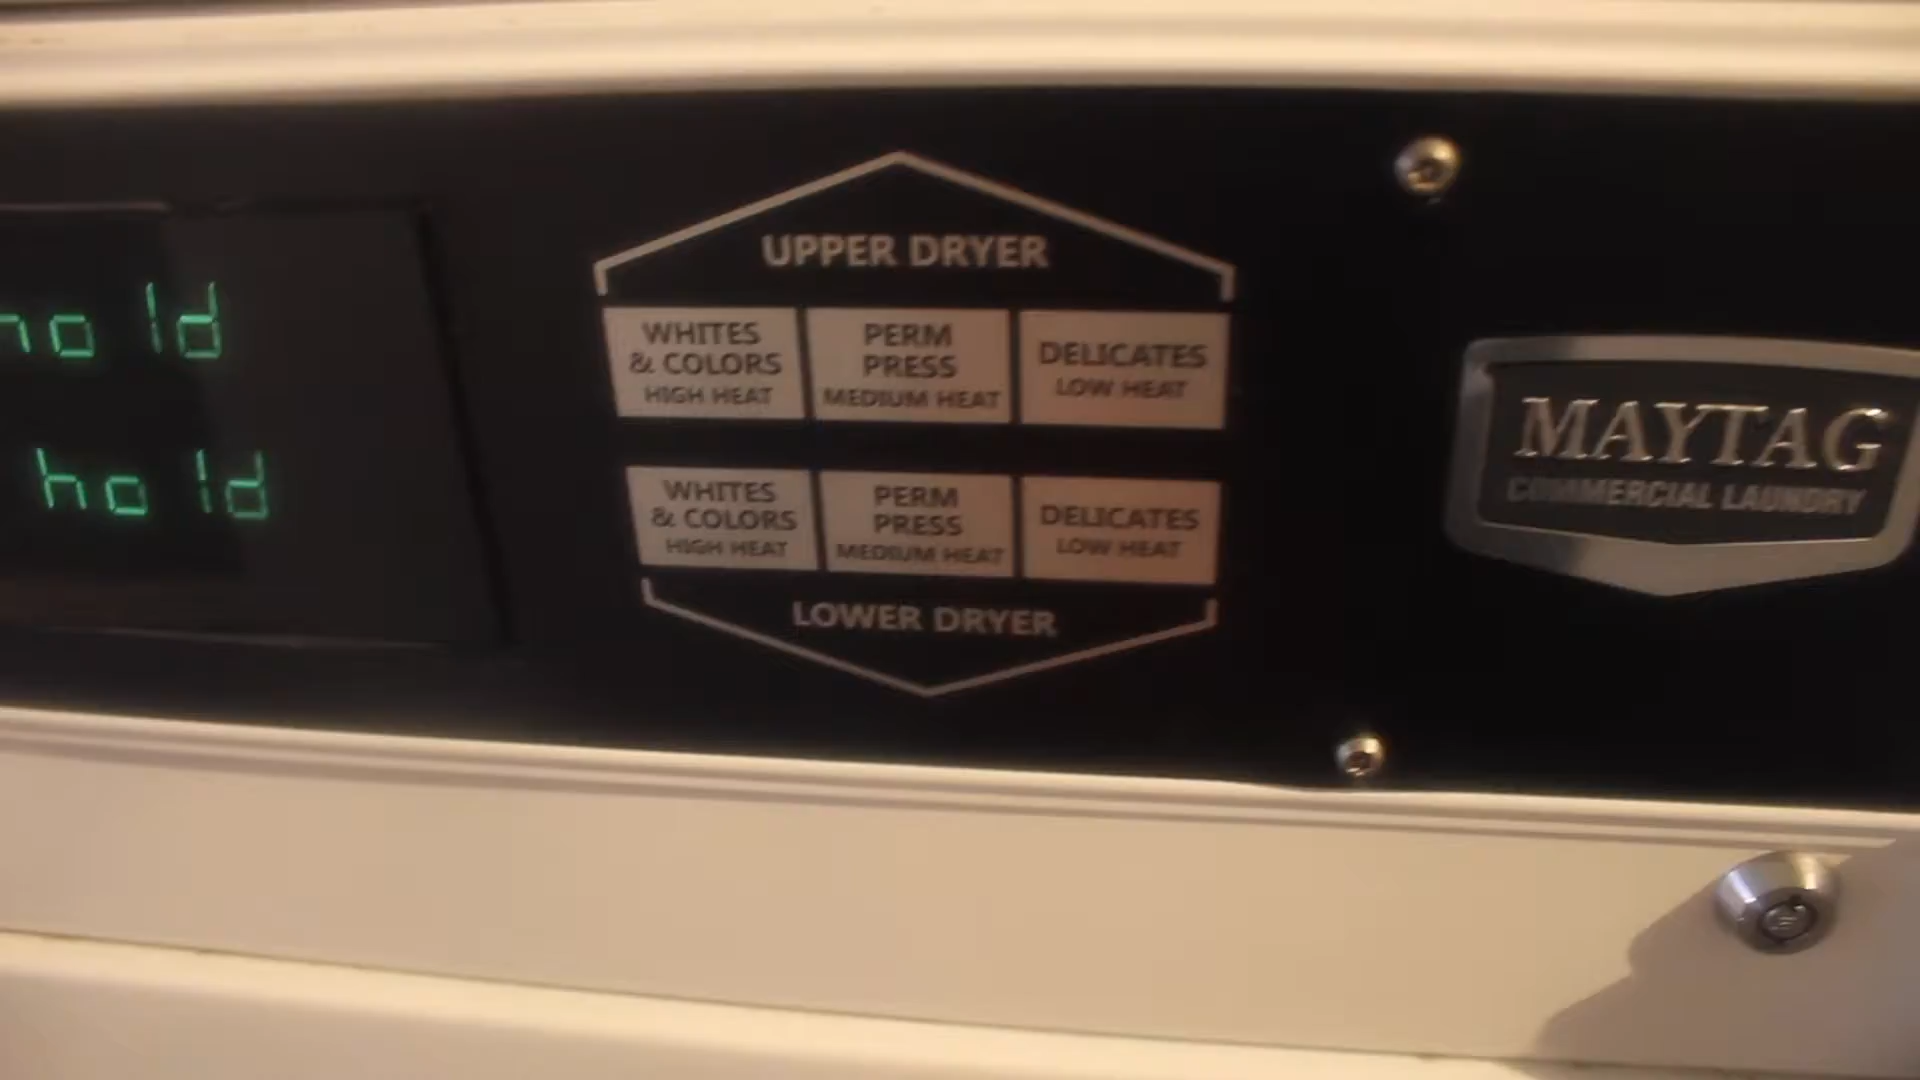 hold
hold
UPPER DRYER
WHITES
& COLORS
HIGH HEAT
PERM
PRESS
MEDIUM HEAT
DELICATES
LOW HEAT
WHITES
& COLORS
HIGH HEAT
PERM
PRESS
MEDIUM HEAT
DELICATES
LOW HEAT
LOWER DRYER
MAYTAG
COMMERCIAL LAUNDRY